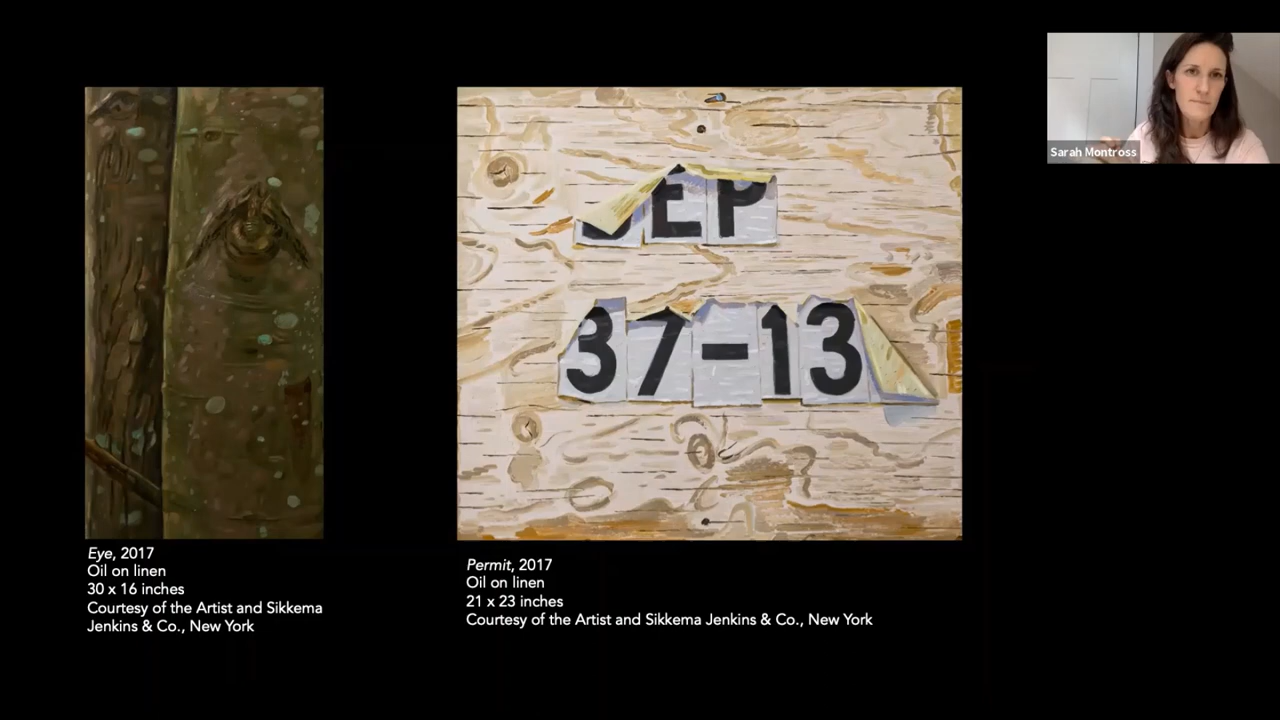 Sarah Montross
SEP
37-13
Eye, 2017
Oil on linen
30 x 16 inches
Courtesy of the Artist and Sikkema
Jenkins & Co., New York
Permit, 2017
Oil on linen
21 x 23 inches
Courtesy of the Artist and Sikkema Jenkins & Co., New York